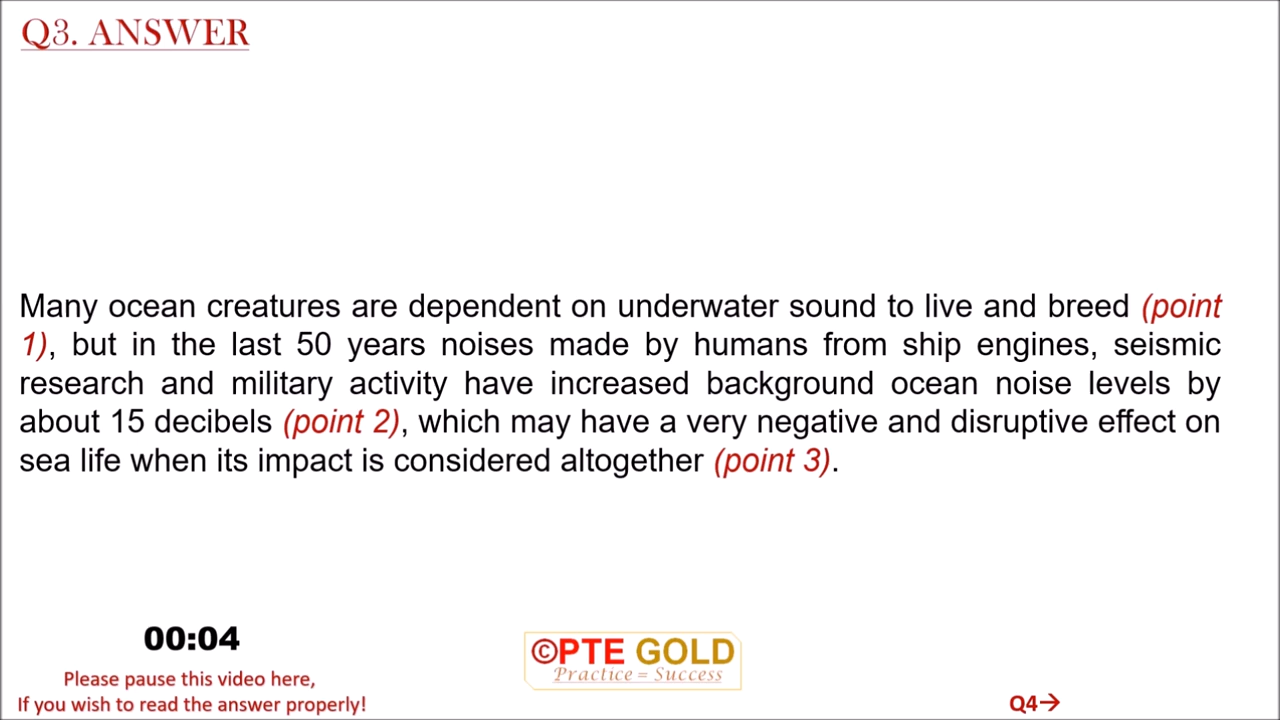 Q3. ANSWER
Many ocean creatures are dependent on underwater sound to live and breed (point
1), but in the last 50 years noises made by humans from ship engines, seismic
research and military activity have increased background ocean noise levels by
about 15 decibels (point 2), which may have a very negative and disruptive effect on
sea life when its impact is considered altogether (point 3).
00:04
Please pause this video here,
If you wish to read the answer properly!
©PTE GOLD
Practice = Success
Q4→